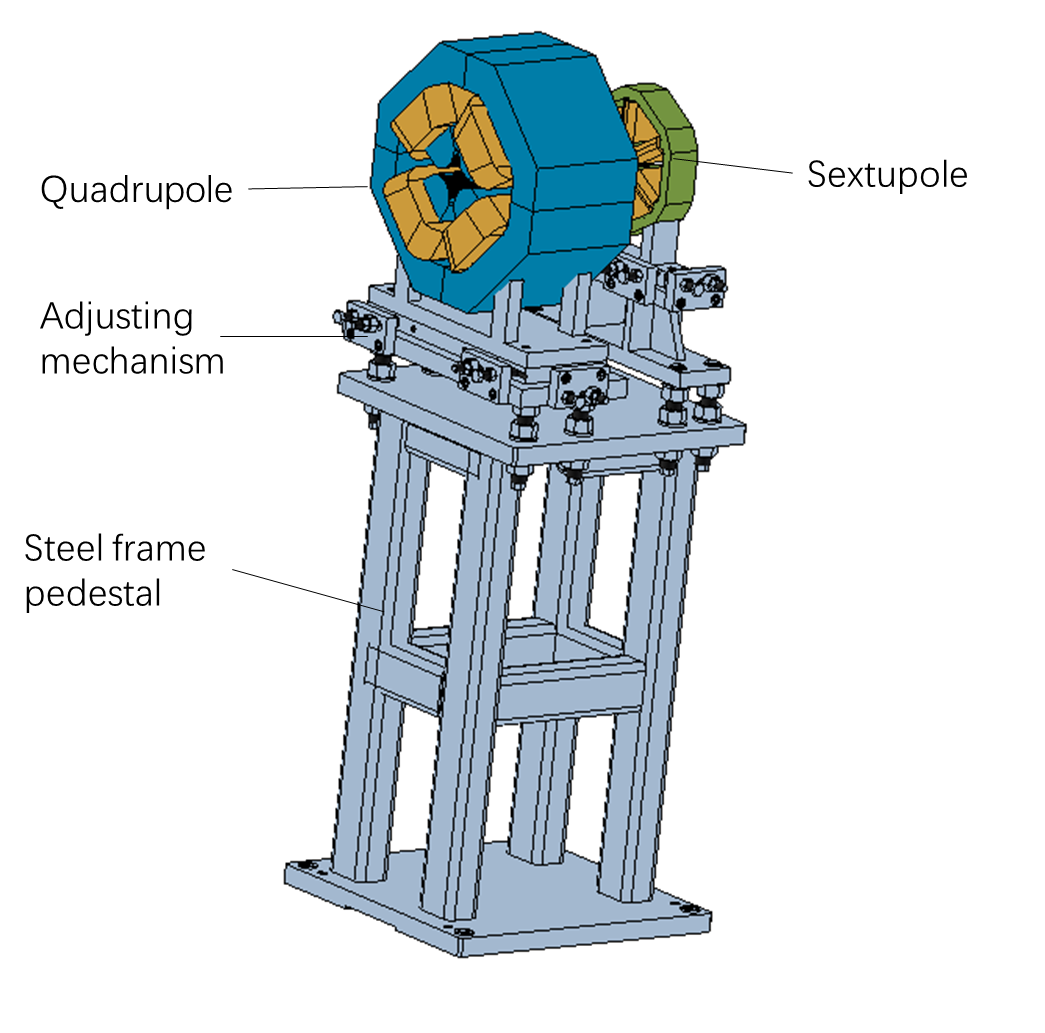 Quadrupole
Sextupole
Adjusting
mechanism
Steel frame
pedestal